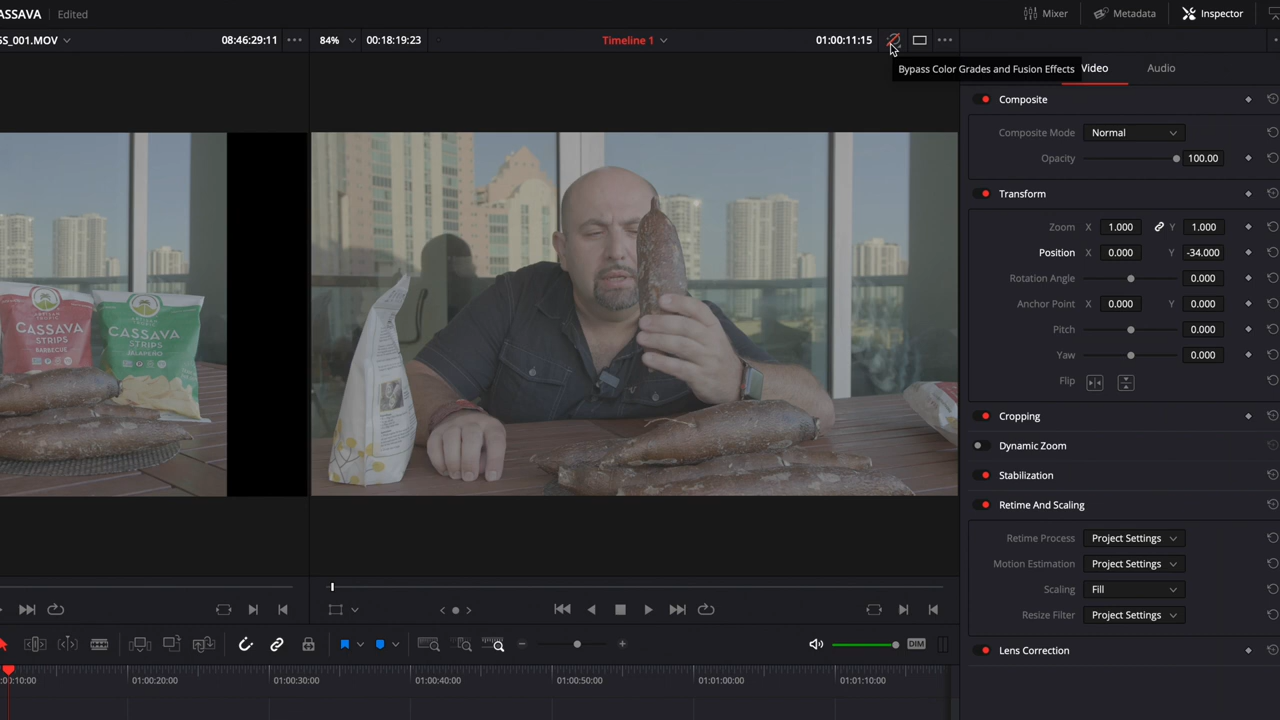 ASSAVA
Edited
Mixer
Metadata
Inspector
5S_001.MOV
08:46:29:11
84%
00:18:19:23
Timeline 1
01:00:11:15
Bypass Color Grades and Fusion Effects
Video
Audio
Composite
Composite Mode
Normal
Opacity
100.00
Transform
Zoom X 1.000 Y 1.000
Position X 0.000 Y -34.000
Rotation Angle 0.000
Anchor Point X 0.000 Y 0.000
Pitch 0.000
Yaw 0.000
Flip
Cropping
Dynamic Zoom
Stabilization
Retime And Scaling
Retime Process Project Settings
Motion Estimation Project Settings
Scaling Fill
Resize Filter Project Settings
Lens Correction
CASSAVA
STRIPS
BARBECUE
CASSAVA
STRIPS
JALAPEÑO
DIM
:00:10:00
01:00:20:00
01:00:30:00
01:00:40:00
01:00:50:00
01:01:00:00
01:01:10:00